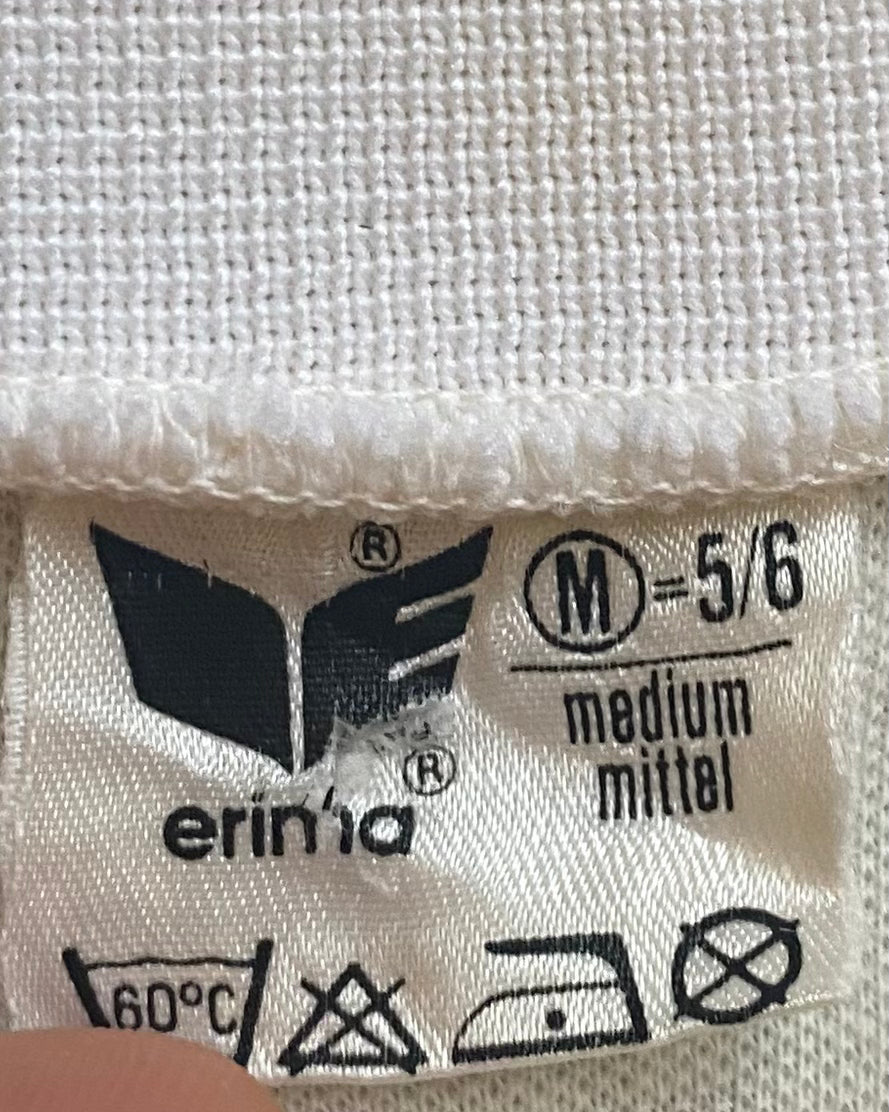 ®
M = 5/6
medium
mittel
®
erima
60°C